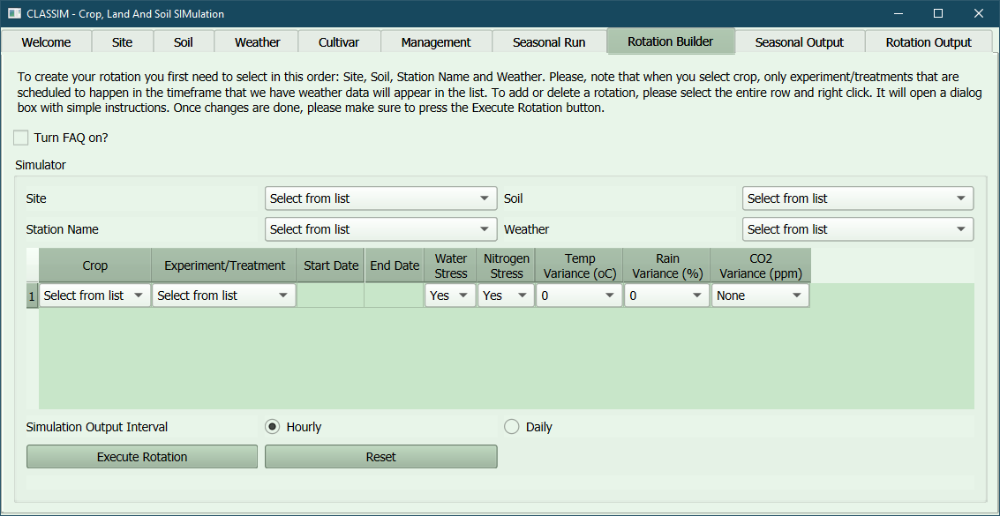 CLASSIM - Crop, Land And Soil SIMulation
Welcome Site Soil Weather Cultivar Management Seasonal Run Rotation Builder Seasonal Output Rotation Output
To create your rotation you first need to select in this order: Site, Soil, Station Name and Weather. Please, note that when you select crop, only experiment/treatments that are
scheduled to happen in the timeframe that we have weather data will appear in the list. To add or delete a rotation, please select the entire row and right click. It will open a dialog
box with simple instructions. Once changes are done, please make sure to press the Execute Rotation button.
Turn FAQ on?
Simulator
Site Select from list Soil Select from list
Station Name Select from list Weather Select from list
Crop Experiment/Treatment Start Date End Date Water Stress Nitrogen Stress Temp Variance (oC) Rain Variance (%) CO2 Variance (ppm)
1 Select from list Select from list Yes Yes 0 0 None
Simulation Output Interval Hourly Daily
Execute Rotation Reset